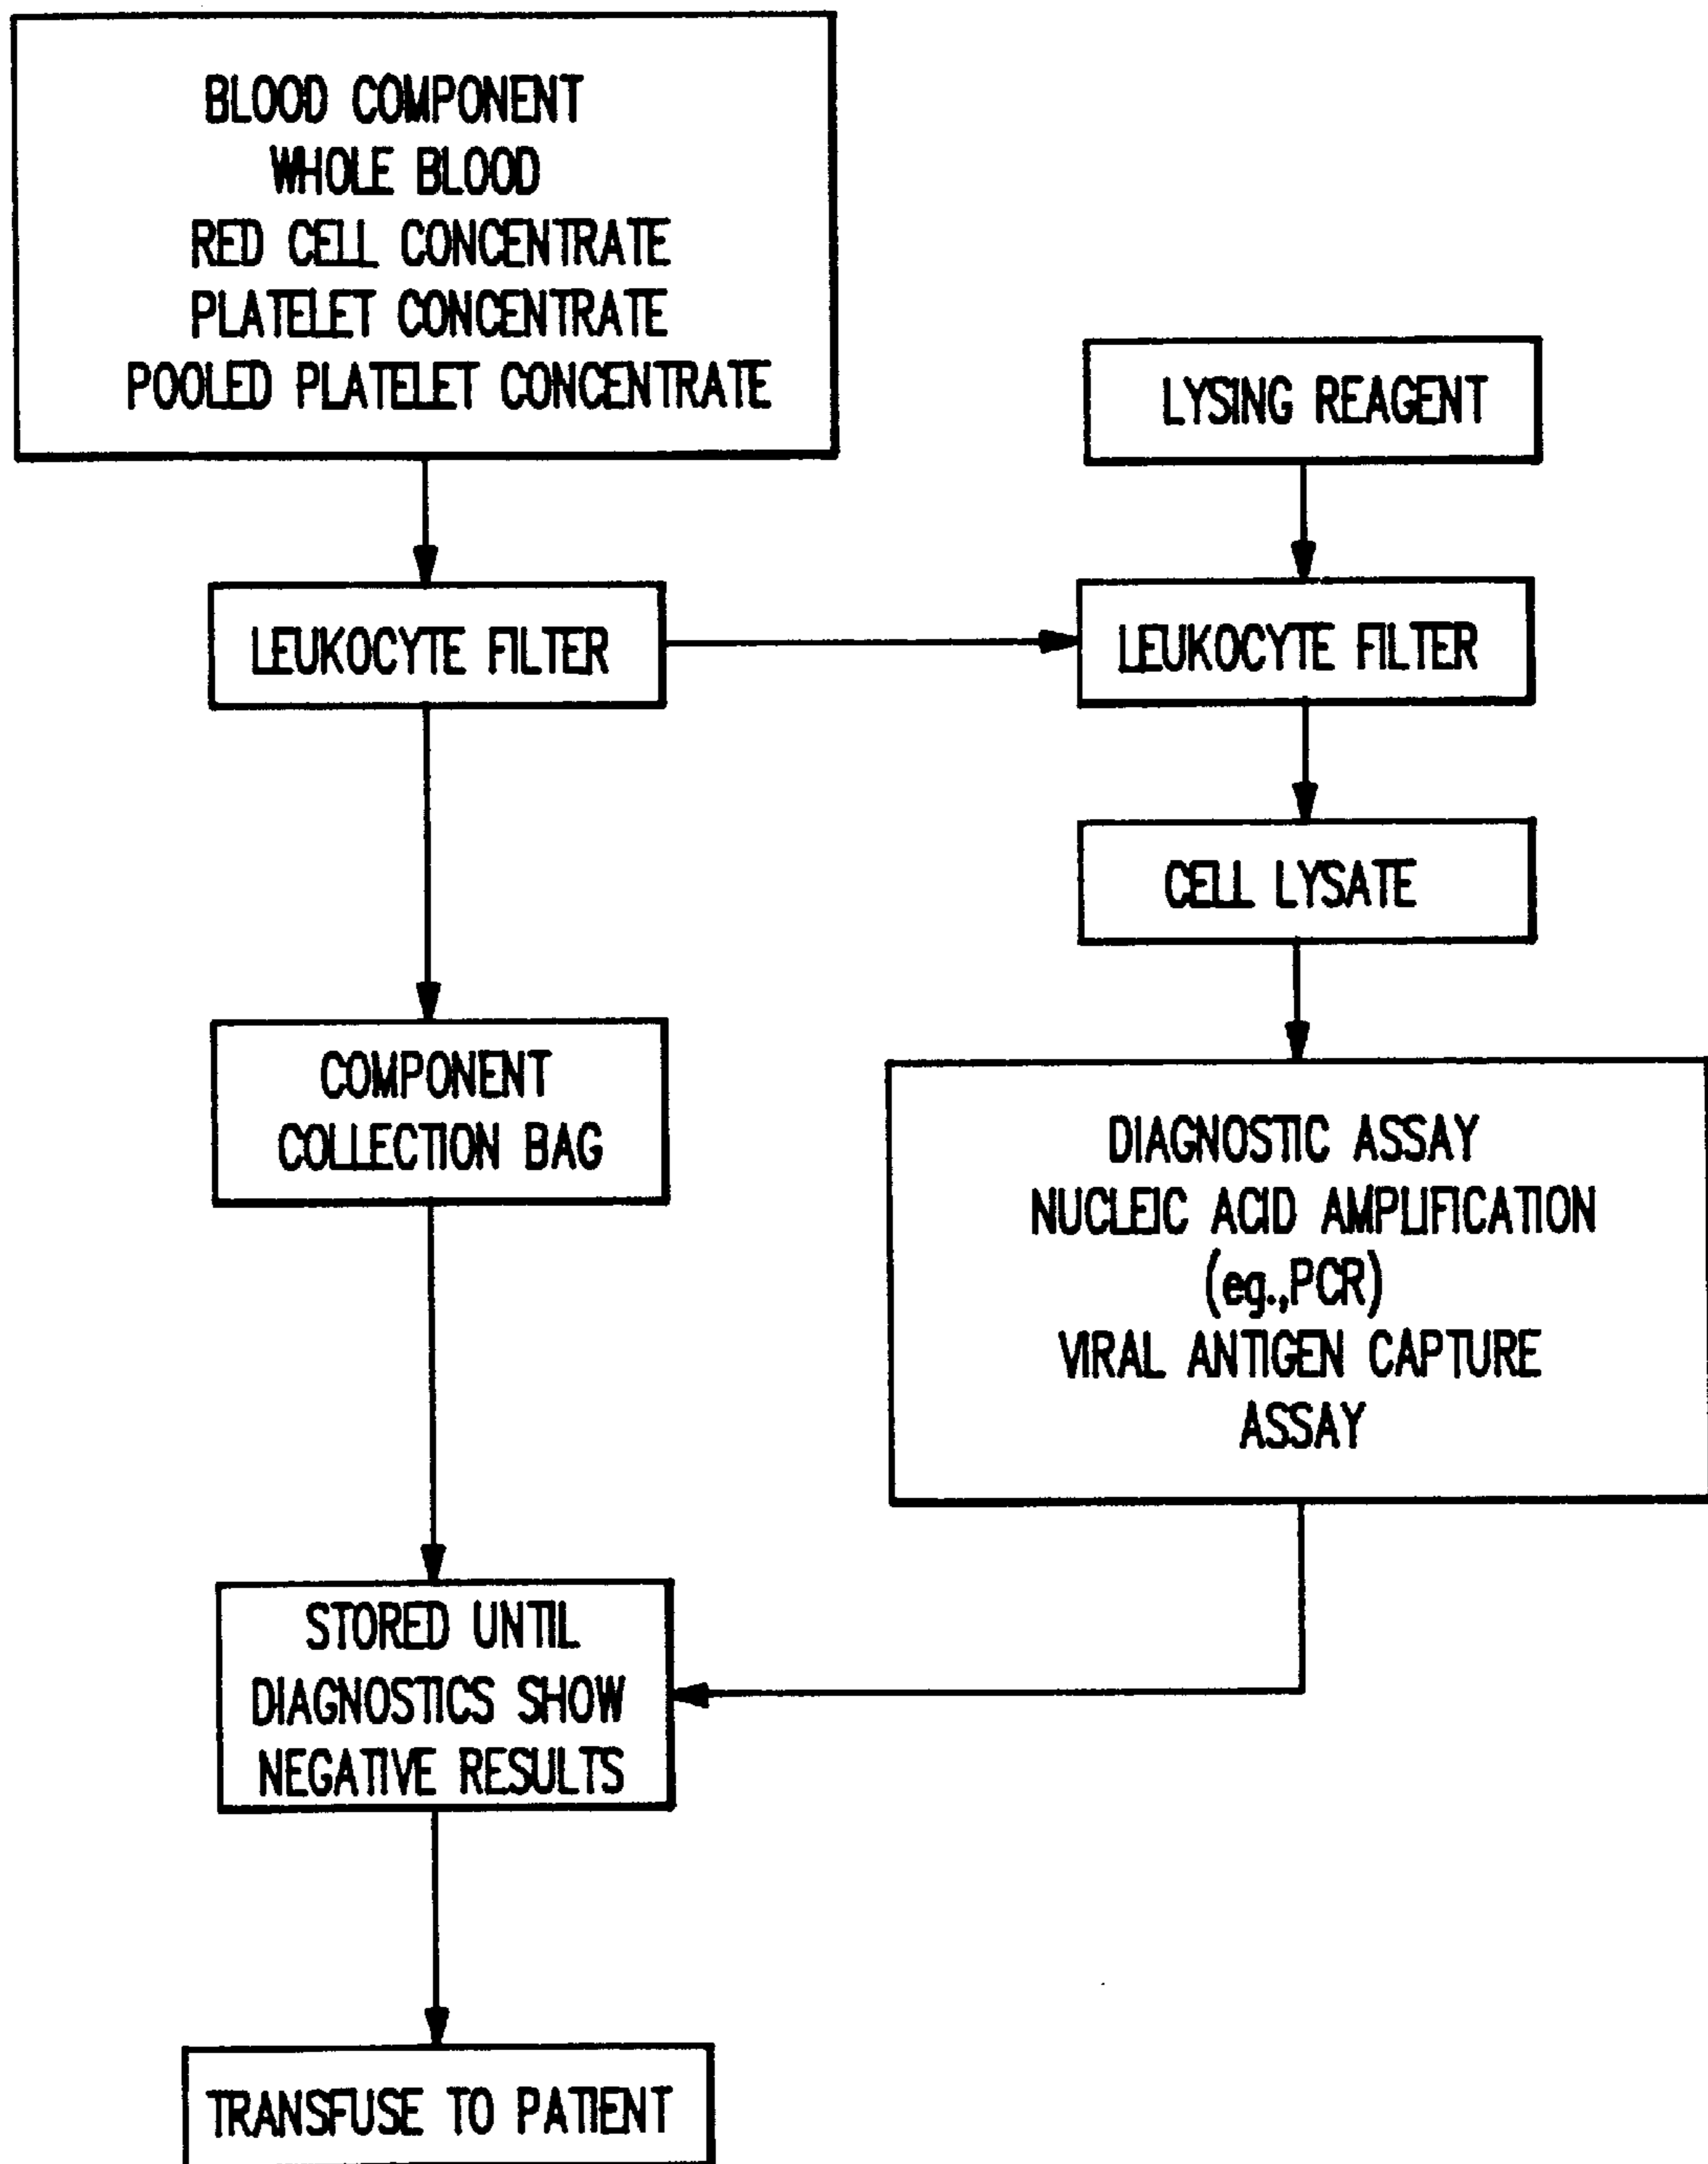 BLOOD COMPONENT
WHOLE BLOOD
RED CELL CONCENTRATE
PLATELET CONCENTRATE
POOLED PLATELET CONCENTRATE
LYSING REAGENT
LEUKOCYTE FILTER
LEUKOCYTE FILTER
CELL LYSATE
COMPONENT
COLLECTION BAG
DIAGNOSTIC ASSAY
NUCLEIC ACID AMPLIFICATION
(eg.,PCR)
VIRAL ANTIGEN CAPTURE
ASSAY
STORED UNTIL
DIAGNOSTICS SHOW
NEGATIVE RESULTS
TRANSFUSE TO PATIENT